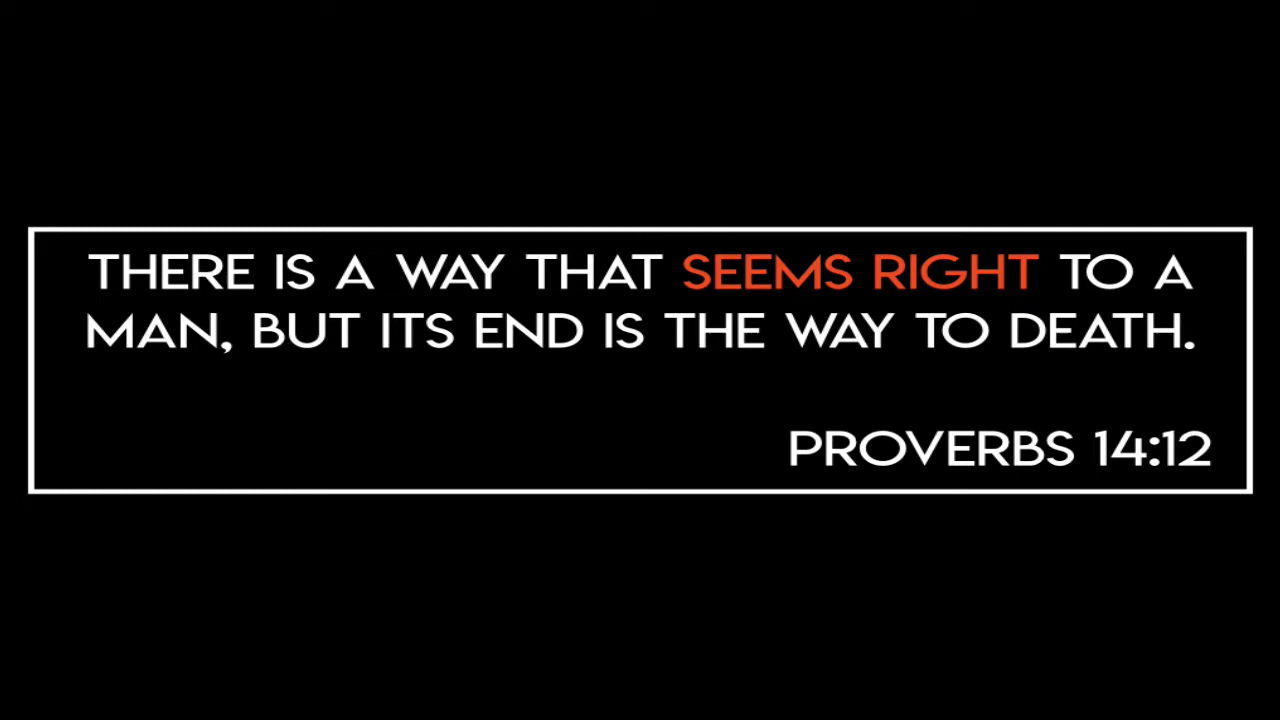 THERE IS A WAY THAT SEEMS RIGHT TO A
MAN, BUT ITS END IS THE WAY TO DEATH.
PROVERBS 14:12